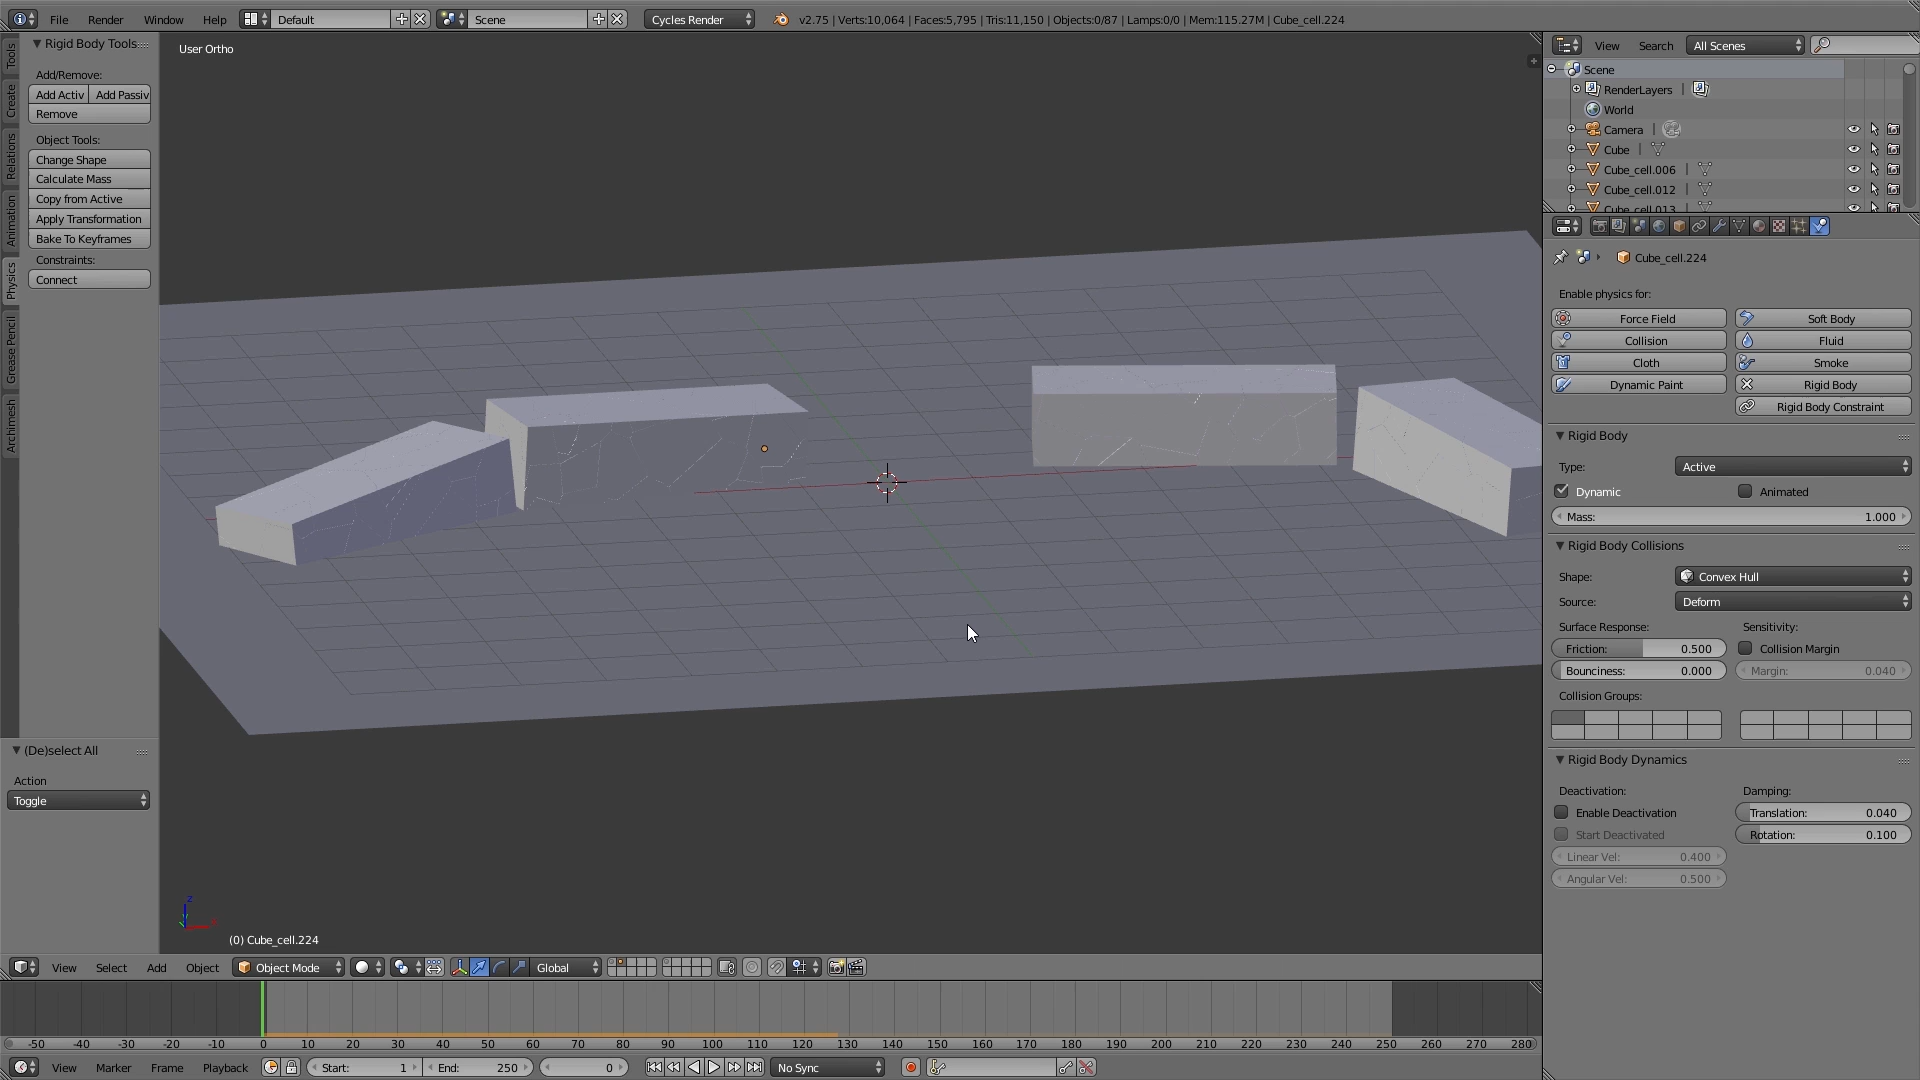 File Render Window Help Default Scene Cycles Render v2.75 | Verts:10,064 | Faces:5,795 | Tris:11,150 | Objects:0/87 | Lamps:0/0 | Mem:115.27M | Cube_cell.224
Rigid Body Tools
Add/Remove:
Add Activ Add Passiv
Remove
Object Tools:
Change Shape
Calculate Mass
Copy from Active
Apply Transformation
Bake To Keyframes
Constraints:
Connect
Tools
Create
Relations
Animation
Physics
Grease Pencil
Archimesh
(De)select All
Action
Toggle
User Ortho
z
(0) Cube_cell.224
View Select Add Object Object Mode Global
View Search All Scenes
Scene
RenderLayers |
World
Camera |
Cube |
Cube_cell.006 |
Cube_cell.012 |
Cube_cell.013 |
Cube_cell.224
Enable physics for:
Force Field Soft Body
Collision Fluid
Cloth Smoke
Dynamic Paint Rigid Body
Rigid Body Constraint
Rigid Body
Type: Active
Dynamic Animated
Mass: 1.000
Rigid Body Collisions
Shape: Convex Hull
Source: Deform
Surface Response: Sensitivity:
Friction: 0.500 Collision Margin
Bounciness: 0.000 Margin: 0.040
Collision Groups:
Rigid Body Dynamics
Deactivation: Damping:
Enable Deactivation Translation: 0.040
Start Deactivated Rotation: 0.100
Linear Vel: 0.400
Angular Vel: 0.500
-50 -40 -30 -20 -10 0 10 20 30 40 50 60 70 80 90 100 110 120 130 140 150 160 170 180 190 200 210 220 230 240 250 260 270 280
View Marker Frame Playback Start: 1 End: 250 0 No Sync